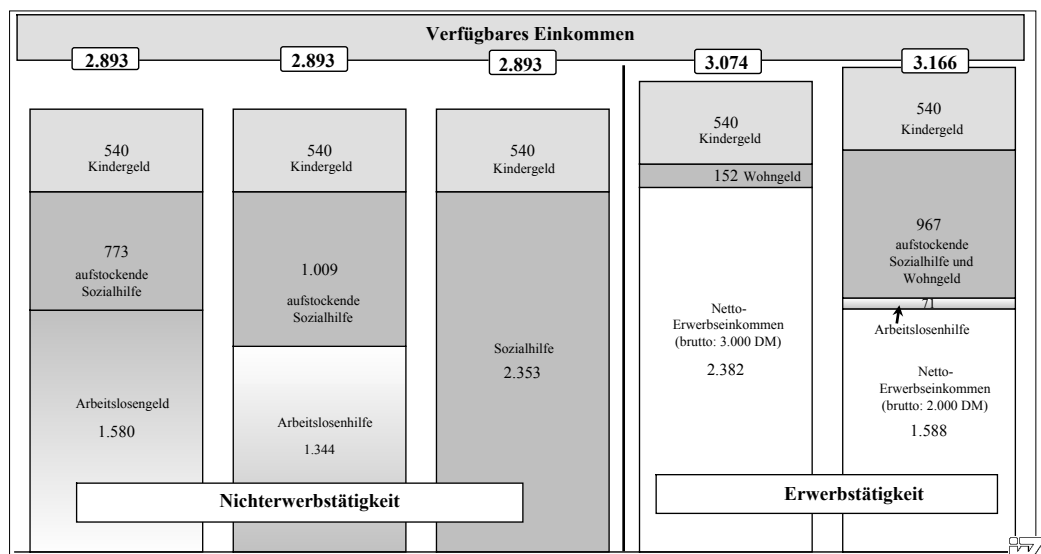 Verfügbares Einkommen
2.893
2.893
2.893
3.074
3.166
540
Kindergeld
773
aufstockende
Sozialhilfe
Arbeitslosengeld
1.580
540
Kindergeld
1.009
aufstockende
Sozialhilfe
Arbeitslosenhilfe
1.344
540
Kindergeld
Sozialhilfe
2.353
Nichterwerbstätigkeit
540
Kindergeld
152 Wohngeld
Netto-
Erwerbseinkommen
(brutto: 3.000 DM)
2.382
540
Kindergeld
967
aufstockende
Sozialhilfe und
Wohngeld
71
Arbeitslosenhilfe
Netto-
Erwerbseinkommen
(brutto: 2.000 DM)
1.588
Erwerbstätigkeit